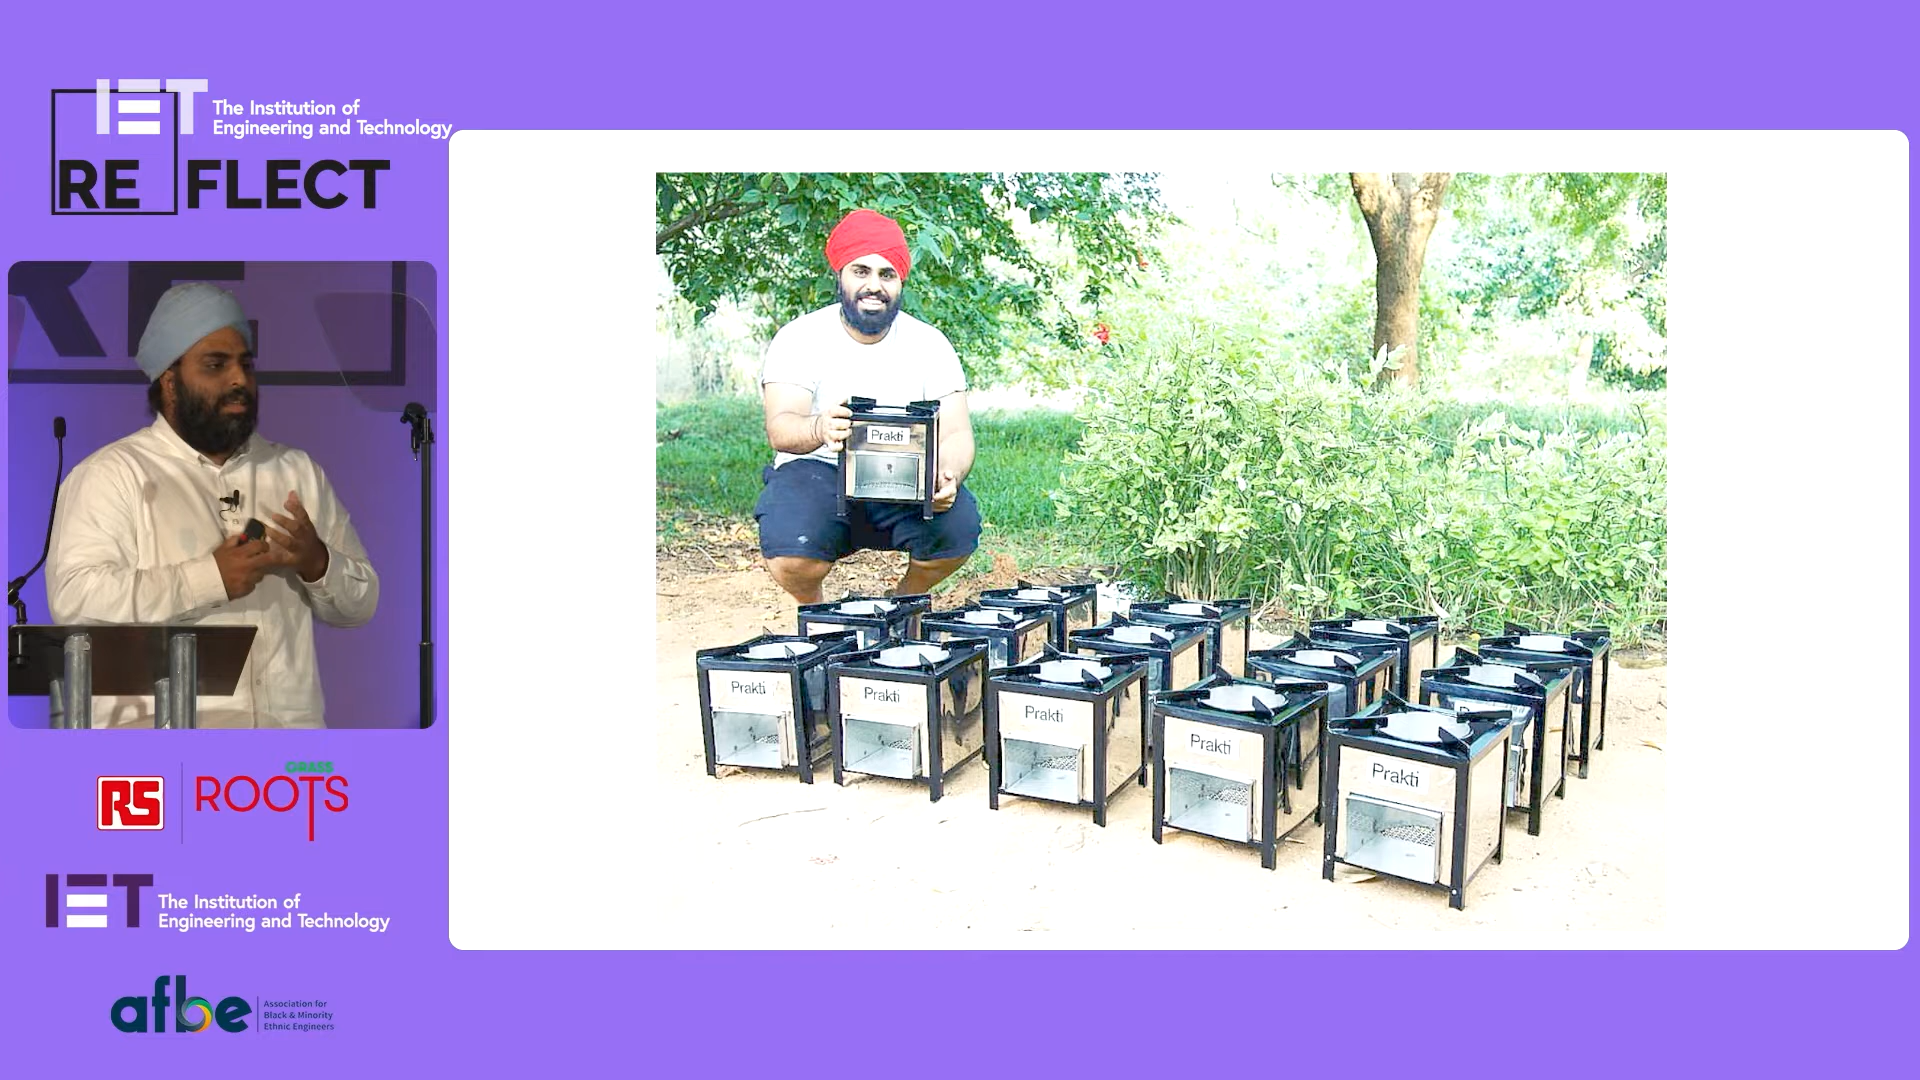 IET The Institution of
Engineering and Technology
REFLECT
RE
Prakti
Prakti
Prakti
Prakti
Prakti
Prakti
RS GRASS
ROOTS
IET The Institution of
Engineering and Technology
afbe Association for
Black & Minority
Ethnic Engineers